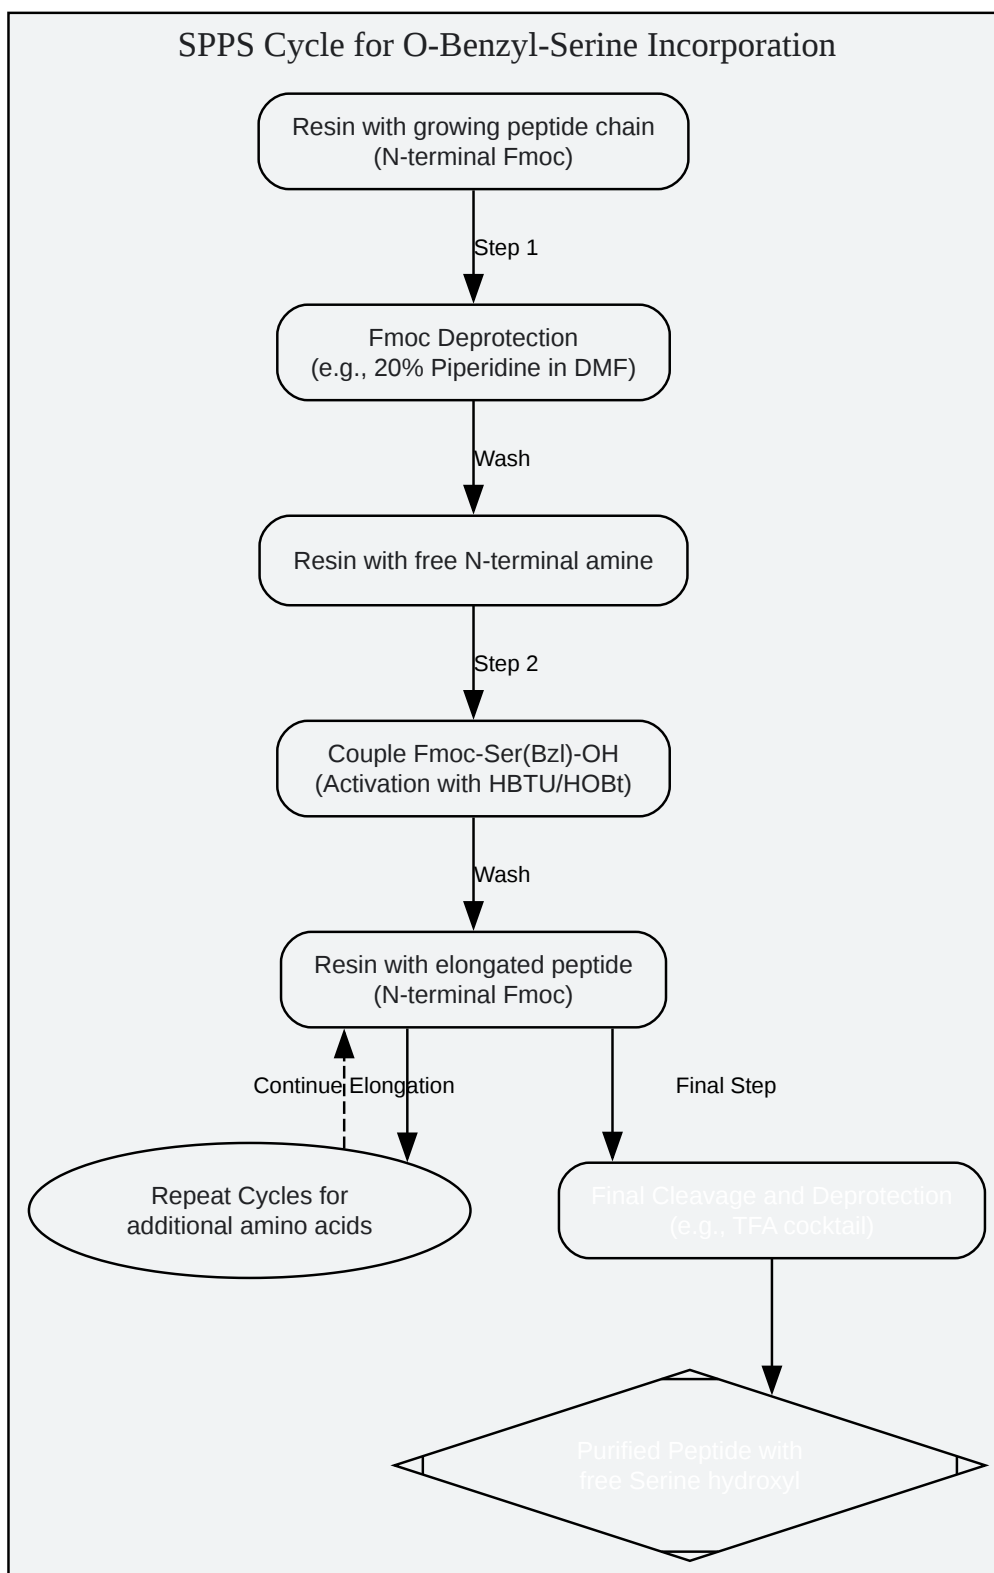 SPPS Cycle for O-Benzyl-Serine Incorporation
Resin with growing peptide chain
(N-terminal Fmoc)
Step 1
Fmoc Deprotection
(e.g., 20% Piperidine in DMF)
Wash
Resin with free N-terminal amine
Step 2
Couple Fmoc-Ser(Bzl)-OH
(Activation with HBTU/HOBt)
Wash
Resin with elongated peptide
(N-terminal Fmoc)
Continue Elongation
Final Step
Repeat Cycles for
additional amino acids
Final Cleavage and Deprotection
(e.g., TFA cocktail)
Purified Peptide with
free Serine hydroxyl